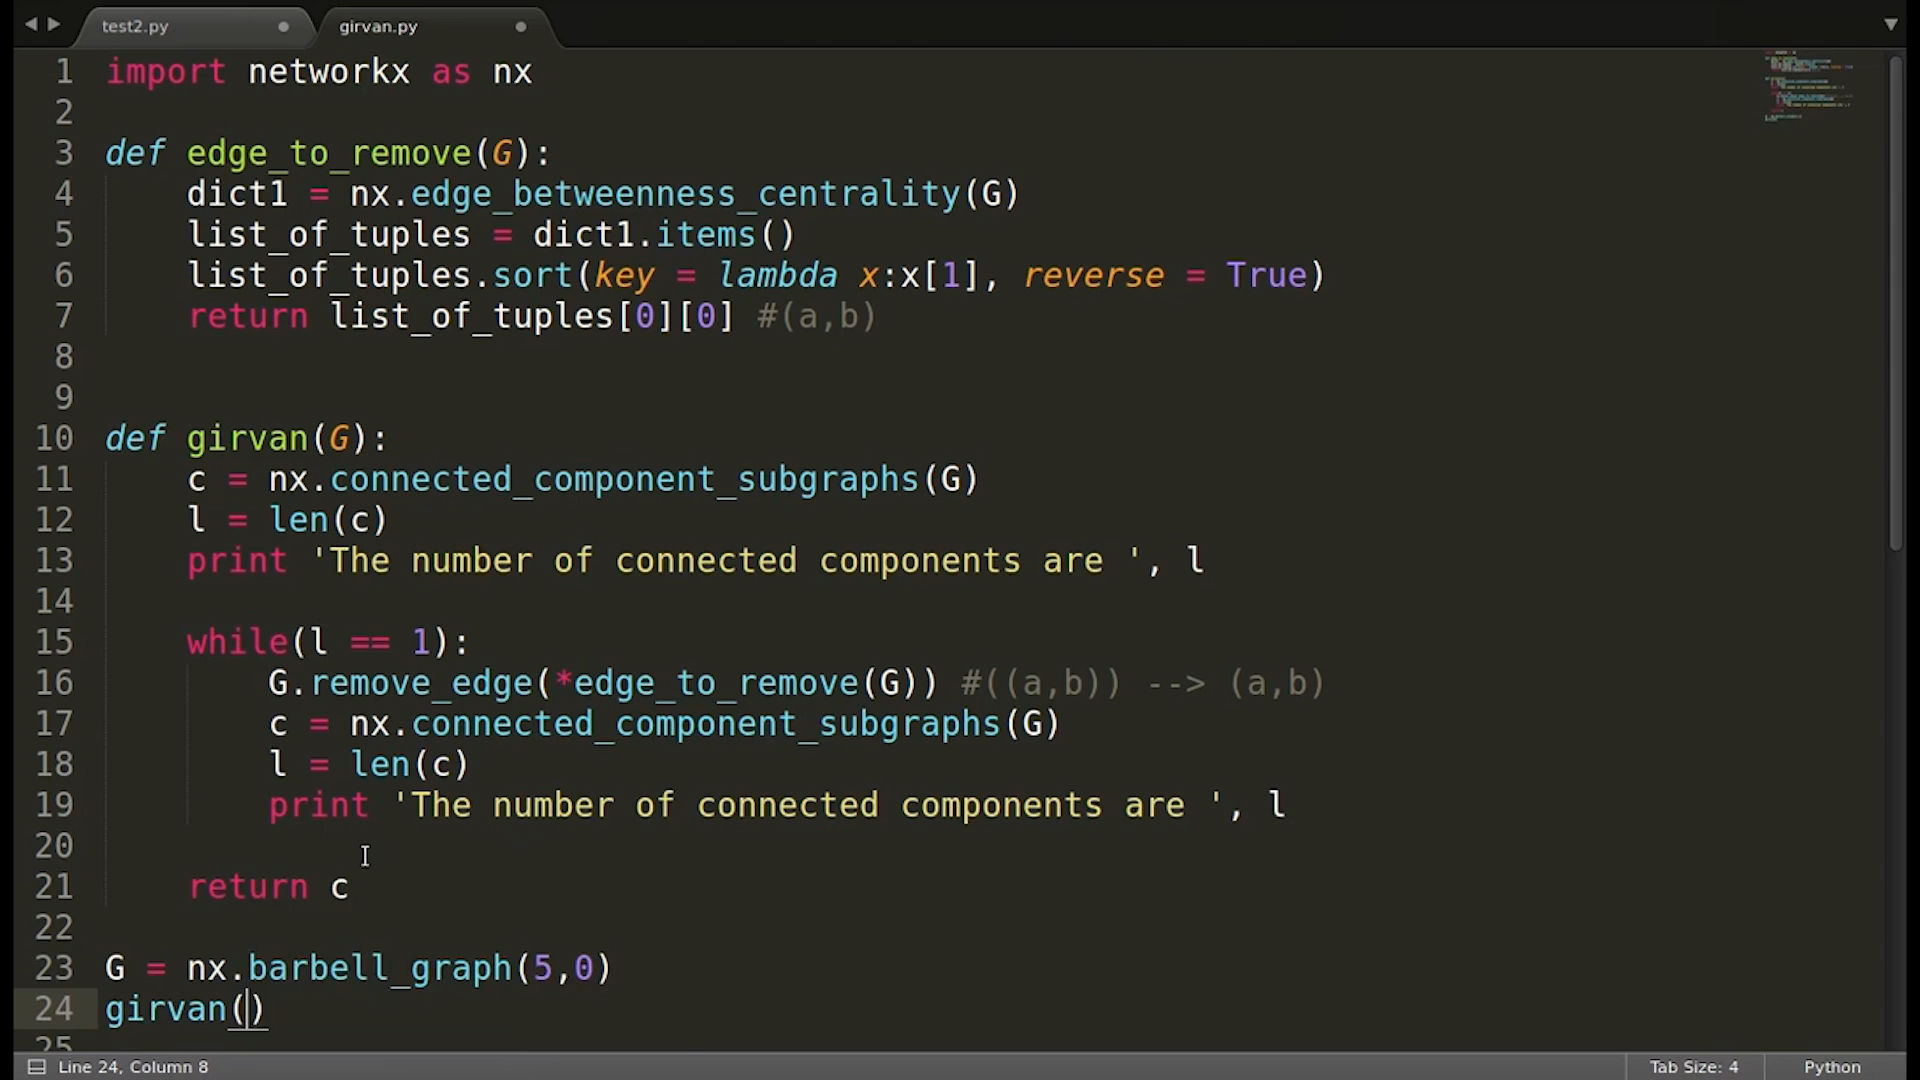 test2.py
girvan.py
1 import networkx as nx
2
3 def edge_to_remove(G):
4     dict1 = nx.edge_betweenness_centrality(G)
5     list_of_tuples = dict1.items()
6     list_of_tuples.sort(key = lambda x:x[1], reverse = True)
7     return list_of_tuples[0][0] #(a,b)
8
9
10 def girvan(G):
11     c = nx.connected_component_subgraphs(G)
12     l = len(c)
13     print 'The number of connected components are ', l
14
15     while(l == 1):
16         G.remove_edge(*edge_to_remove(G)) #((a,b)) --> (a,b)
17         c = nx.connected_component_subgraphs(G)
18         l = len(c)
19         print 'The number of connected components are ', l
20
21     return c
22
23 G = nx.barbell_graph(5,0)
24 girvan()
25
Line 24, Column 8
Tab Size: 4
Python